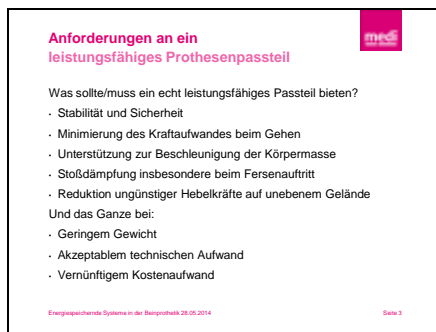 Anforderungen an ein
leistungsfähiges Prothesenpassteil
medi
Was sollte/muss ein echt leistungsfähiges Passteil bieten?
· Stabilität und Sicherheit
· Minimierung des Kraftaufwandes beim Gehen
· Unterstützung zur Beschleunigung der Körpermasse
· Stoßdämpfung insbesondere beim Fersenauftritt
· Reduktion ungünstiger Hebelkräfte auf unebenem Gelände
Und das Ganze bei:
· Geringem Gewicht
· Akzeptablem technischen Aufwand
· Vernünftigem Kostenaufwand
Energiespeichernde Systeme in der Beinprothetik 28.05.2014 Seite 3